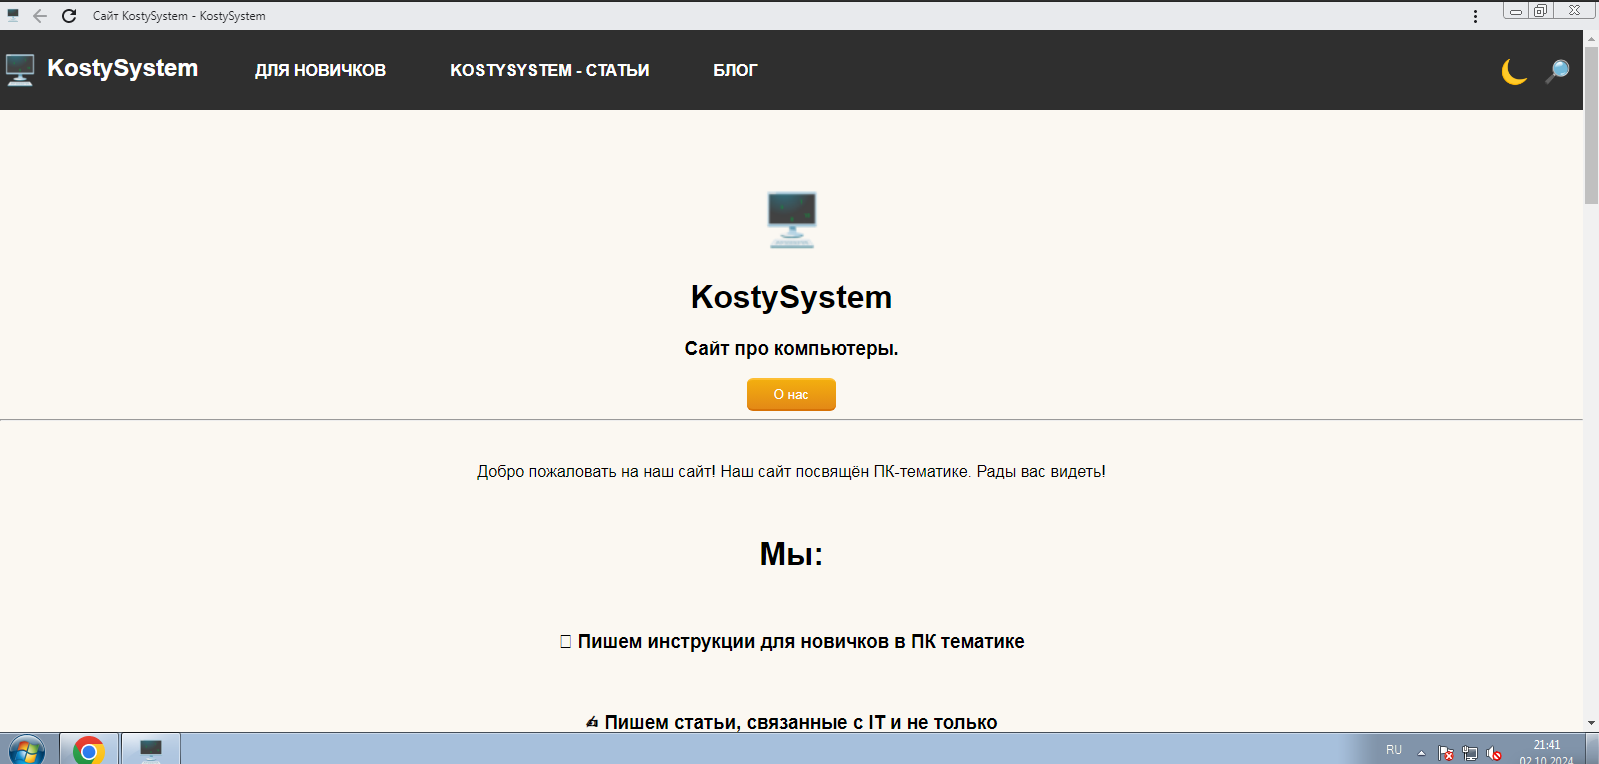 Сайт KostySystem - KostySystem
KostySystem ДЛЯ НОВИЧКОВ KOSTYSYSTEM - СТАТЬИ БЛОГ
KostySystem
Сайт про компьютеры.
О нас
Добро пожаловать на наш сайт! Наш сайт посвящён ПК-тематике. Рады вас видеть!
Мы:
Пишем инструкции для новичков в ПК тематике
✍ Пишем статьи, связанные с IT и не только
RU
21:41
02.10.2024